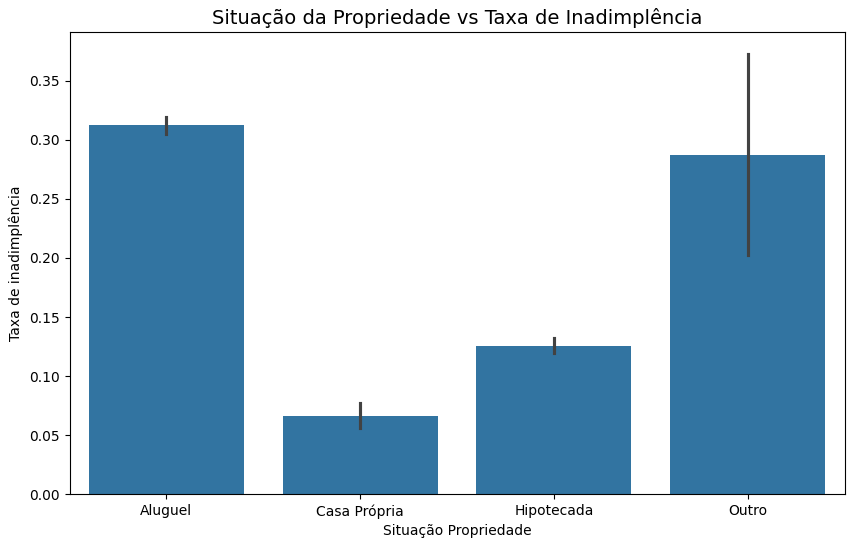 Situação da Propriedade vs Taxa de Inadimplência
Taxa de inadimplência
0.35
0.30
0.25
0.20
0.15
0.10
0.05
0.00
Aluguel Casa Própria Hipotecada Outro
Situação Propriedade